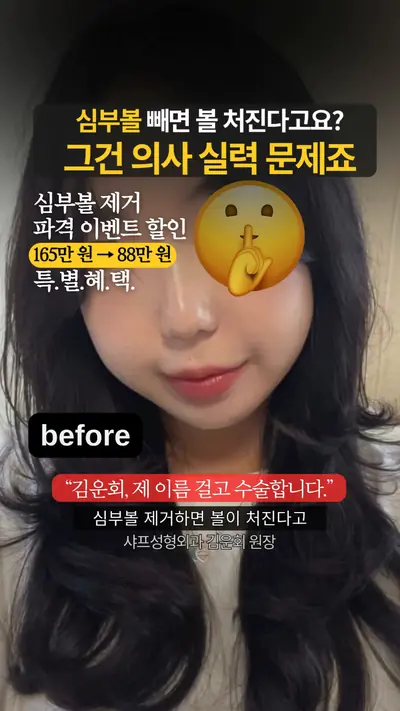 심부볼 빼면 볼 처진다고요?
그건 의사 실력 문제죠
심부볼 제거
파격 이벤트 할인
165만 원 → 88만 원
특.별.혜.택.
before
“김운회, 제 이름 걸고 수술합니다.”
심부볼 제거하면 볼이 처진다고
샤프성형외과 김운회 원장